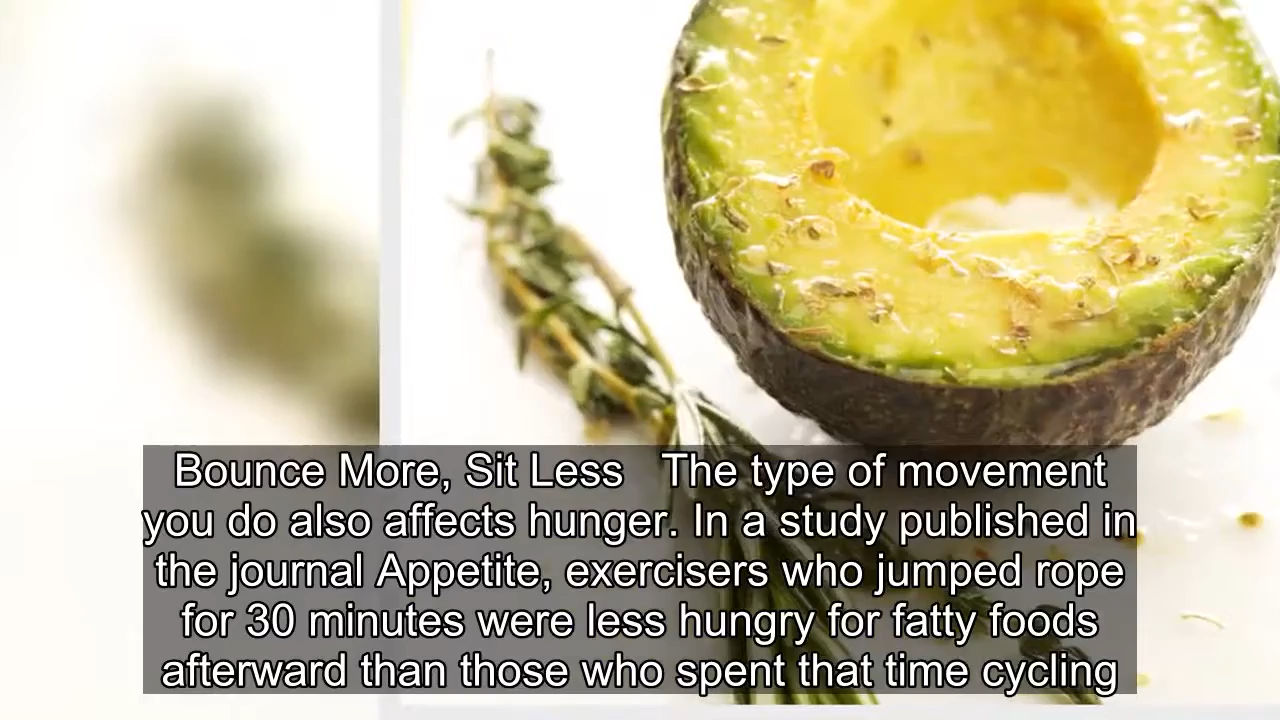 Bounce More, Sit Less   The type of movement
you do also affects hunger. In a study published in
the journal Appetite, exercisers who jumped rope
for 30 minutes were less hungry for fatty foods
afterward than those who spent that time cycling